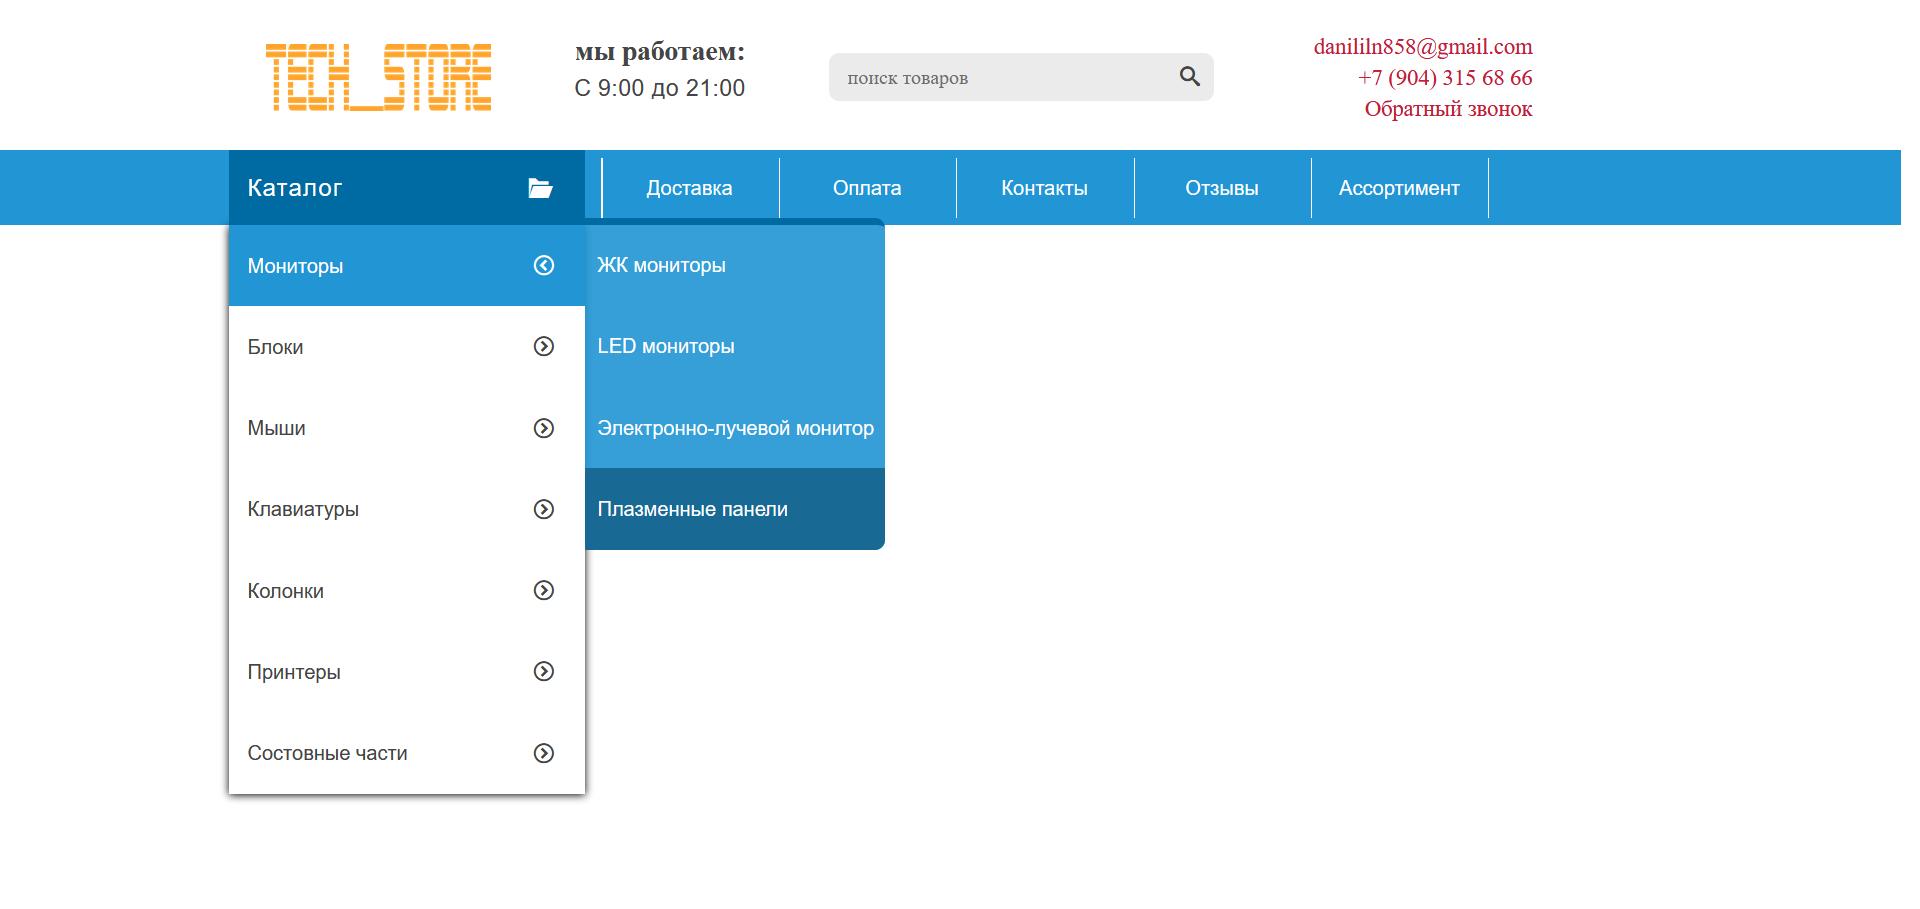 TECH_STORE
мы работаем:
С 9:00 до 21:00
поиск товаров
danililn858@gmail.com
+7 (904) 315 68 66
Обратный звонок
Каталог
Доставка
Оплата
Контакты
Отзывы
Ассортимент
Мониторы
Блоки
Мыши
Клавиатуры
Колонки
Принтеры
Состовные части
ЖК мониторы
LED мониторы
Электронно-лучевой монитор
Плазменные панели